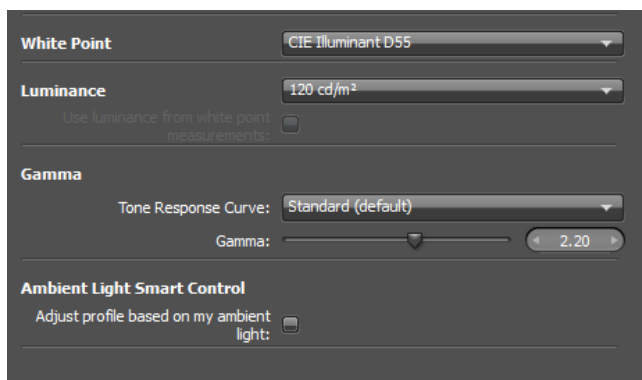 White Point CIE Illuminant D55
Luminance 120 cd/m²
Use luminance from white point
measurements:
Gamma
Tone Response Curve: Standard (default)
Gamma: 2.20
Ambient Light Smart Control
Adjust profile based on my ambient
light: